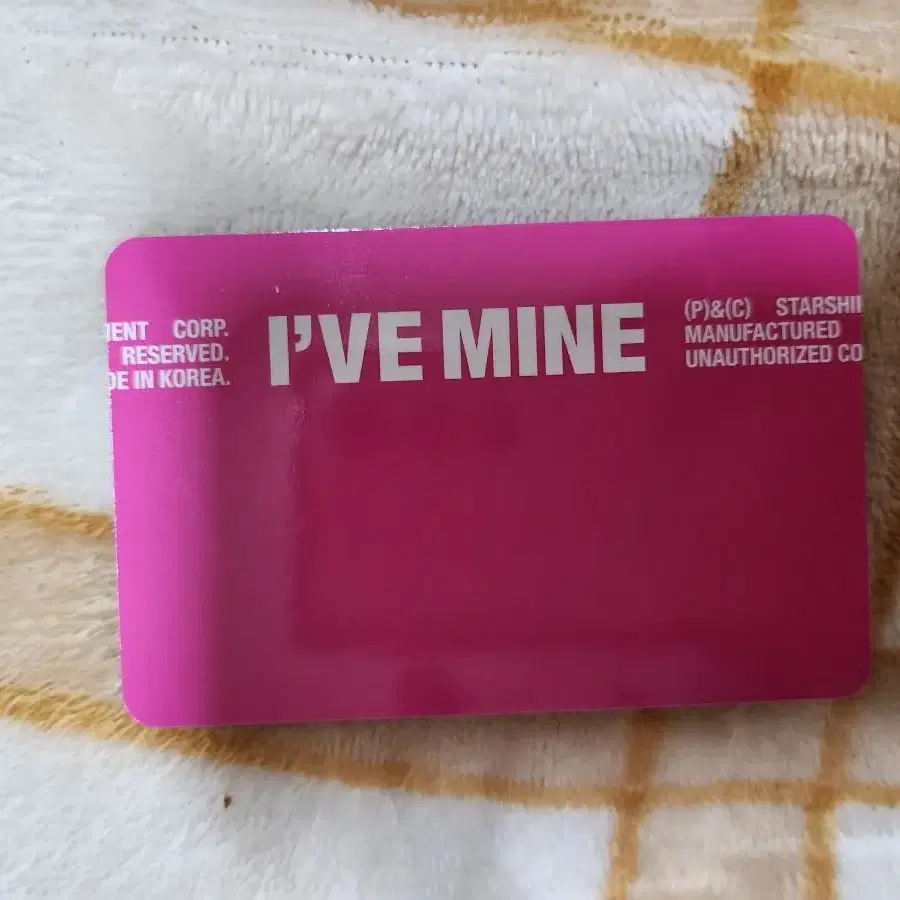 ENT CORP.
RESERVED.
DE IN KOREA.
I'VE MINE
(P)&(C) STARSHI
MANUFACTURED
UNAUTHORIZED CO